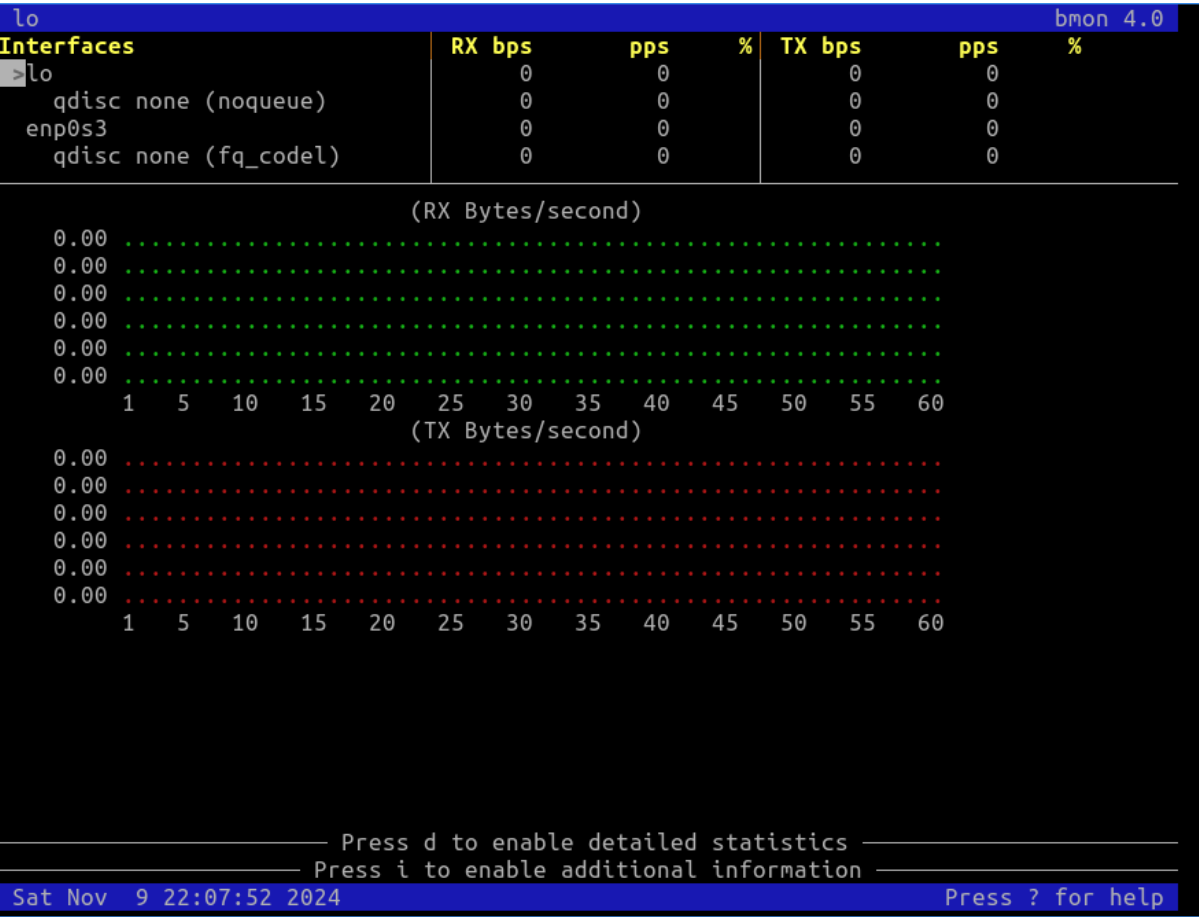 lo bmon 4.0
Interfaces RX bps pps % TX bps pps %
>lo 0 0 0 0
qdisc none (noqueue) 0 0 0 0
enp0s3 0 0 0 0
qdisc none (fq_codel) 0 0 0 0
(RX Bytes/second)
0.00
0.00
0.00
0.00
0.00
0.00
1 5 10 15 20 25 30 35 40 45 50 55 60
(TX Bytes/second)
0.00
0.00
0.00
0.00
0.00
0.00
1 5 10 15 20 25 30 35 40 45 50 55 60
Press d to enable detailed statistics
Press i to enable additional information
Sat Nov 9 22:07:52 2024 Press ? for help